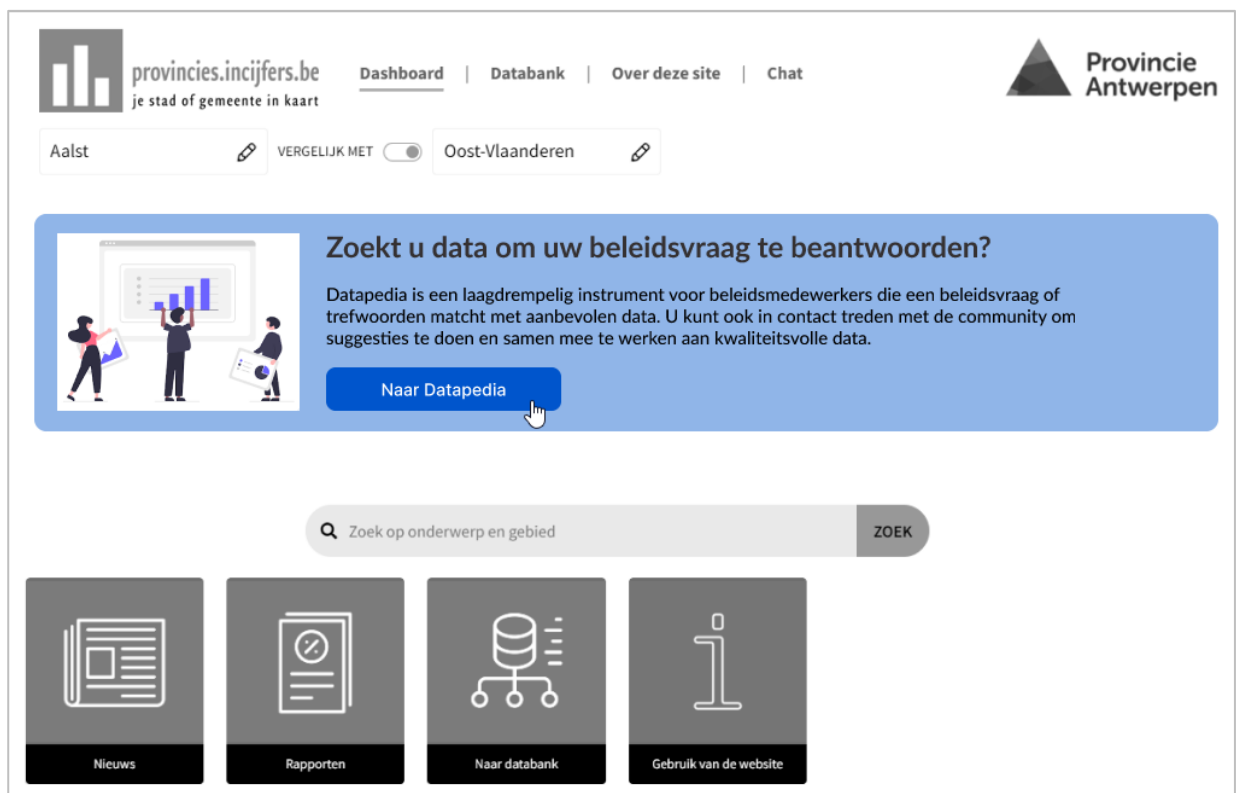 provincies.incijfers.be
je stad of gemeente in kaart
Dashboard | Databank | Over deze site | Chat
Provincie
Antwerpen
Aalst
VERGELIJK MET
Oost-Vlaanderen
Zoekt u data om uw beleidsvraag te beantwoorden?
Datapedia is een laagdrempelig instrument voor beleidsmedewerkers die een beleidsvraag of
trefwoorden matcht met aanbevolen data. U kunt ook in contact treden met de community om
suggesties te doen en samen mee te werken aan kwaliteitsvolle data.
Naar Datapedia
Zoek op onderwerp en gebied
ZOEK
Nieuws
Rapporten
Naar databank
Gebruik van de website